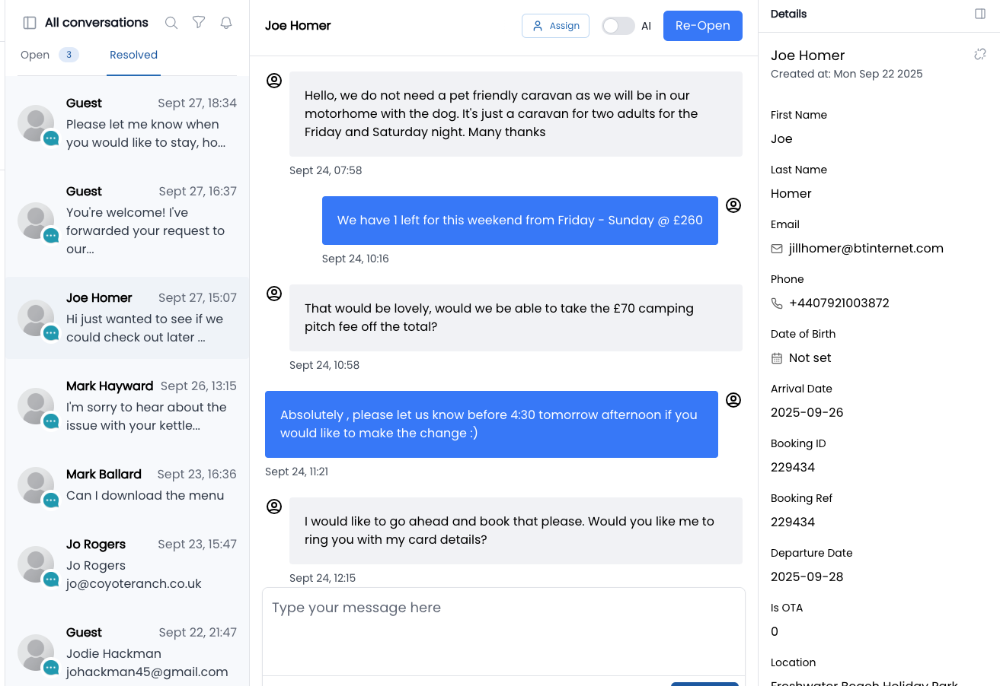 All conversations
Open 3 Resolved
Guest Sept 27, 18:34
Please let me know when
you would like to stay, ho...
Guest Sept 27, 16:37
You're welcome! I've
forwarded your request to
our...
Joe Homer Sept 27, 15:07
Hi just wanted to see if we
could check out later ...
Mark Hayward Sept 26, 13:15
I'm sorry to hear about the
issue with your kettle...
Mark Ballard Sept 23, 16:36
Can I download the menu
Jo Rogers Sept 23, 15:47
Jo Rogers
jo@coyoteranch.co.uk
Guest Sept 22, 21:47
Jodie Hackman
johackman45@gmail.com
Joe Homer Assign AI Re-Open
Hello, we do not need a pet friendly caravan as we will be in our
motorhome with the dog. It's just a caravan for two adults for the
Friday and Saturday night. Many thanks
Sept 24, 07:58
We have 1 left for this weekend from Friday - Sunday @ £260
Sept 24, 10:16
That would be lovely, would we be able to take the £70 camping
pitch fee off the total?
Sept 24, 10:58
Absolutely , please let us know before 4:30 tomorrow afternoon if you
would like to make the change :)
Sept 24, 11:21
I would like to go ahead and book that please. Would you like me to
ring you with my card details?
Sept 24, 12:15
Type your message here
Details
Joe Homer
Created at: Mon Sep 22 2025
First Name
Joe
Last Name
Homer
Email
jillhomer@btinternet.com
Phone
+4407921003872
Date of Birth
Not set
Arrival Date
2025-09-26
Booking ID
229434
Booking Ref
229434
Departure Date
2025-09-28
Is OTA
0
Location
Freshwater Beach Holiday Park